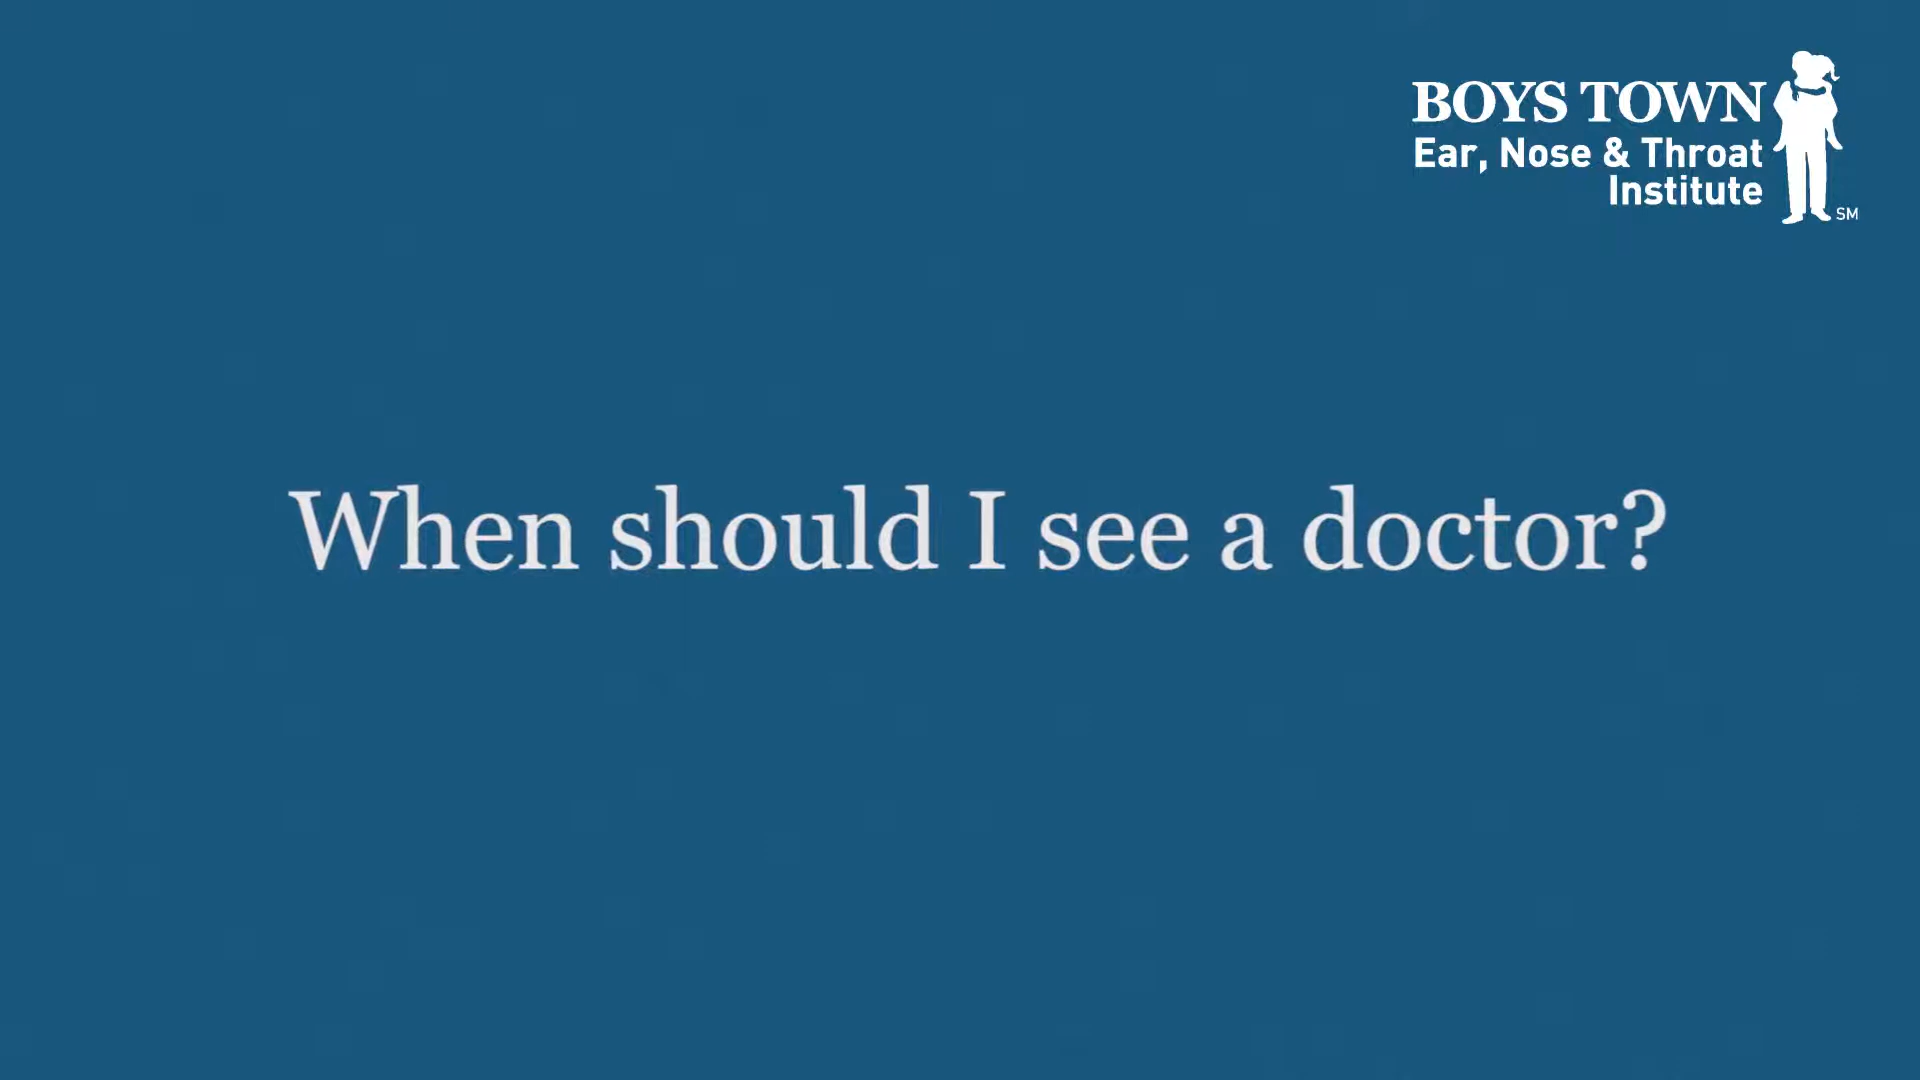 BOYS TOWN
Ear, Nose & Throat
Institute
SM
When should I see a doctor?